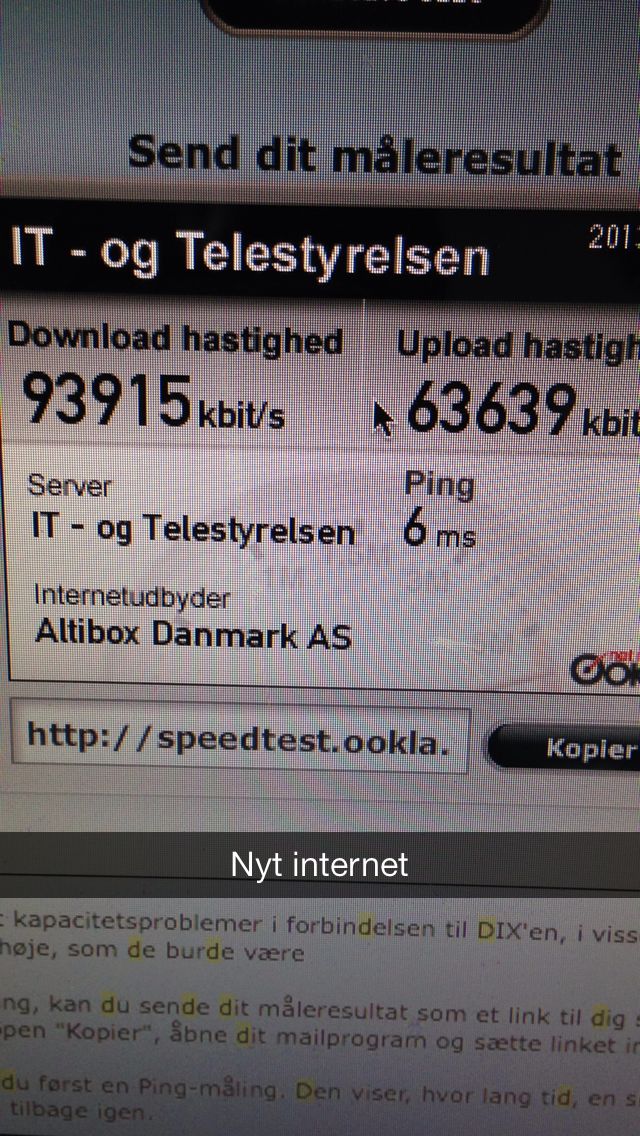 Send dit måleresultat
IT - og Telestyrelsen
201
Download hastighed
Upload hastigh
93915 kbit/s
63639 kbit
Server
Ping
IT - og Telestyrelsen
6 ms
Internetudbyder
Altibox Danmark AS
http://speedtest.ookla.
Kopier
Nyt internet
kapacitetsproblemer i forbindelsen til DIX'en, i viss
høje, som de burde være
ng, kan du sende dit måleresultat som et link til dig s
pen "Kopier", åbne dit mailprogram og sætte linket in
du først en Ping-måling. Den viser, hvor lang tid, en s
tilbage igen.